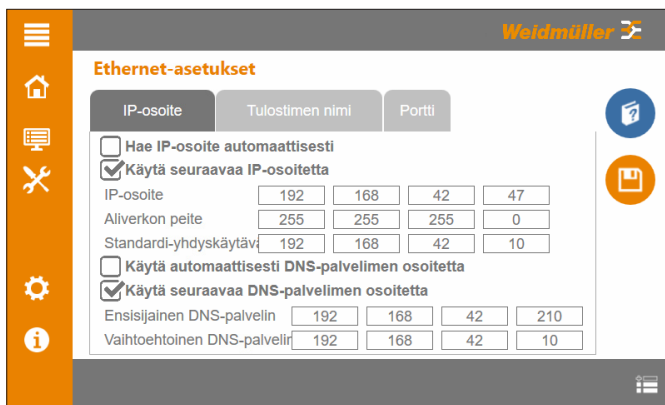 Weidmüller
Ethernet-asetukset
IP-osoite Tulostimen nimi Portti
Hae IP-osoite automaattisesti
Käytä seuraavaa IP-osoitetta
IP-osoite 192 168 42 47
Aliverkon peite 255 255 255 0
Standardi-yhdyskäytävä 192 168 42 10
Käytä automaattisesti DNS-palvelimen osoitetta
Käytä seuraavaa DNS-palvelimen osoitetta
Ensisijainen DNS-palvelin 192 168 42 210
Vaihtoehtoinen DNS-palvelin 192 168 42 10